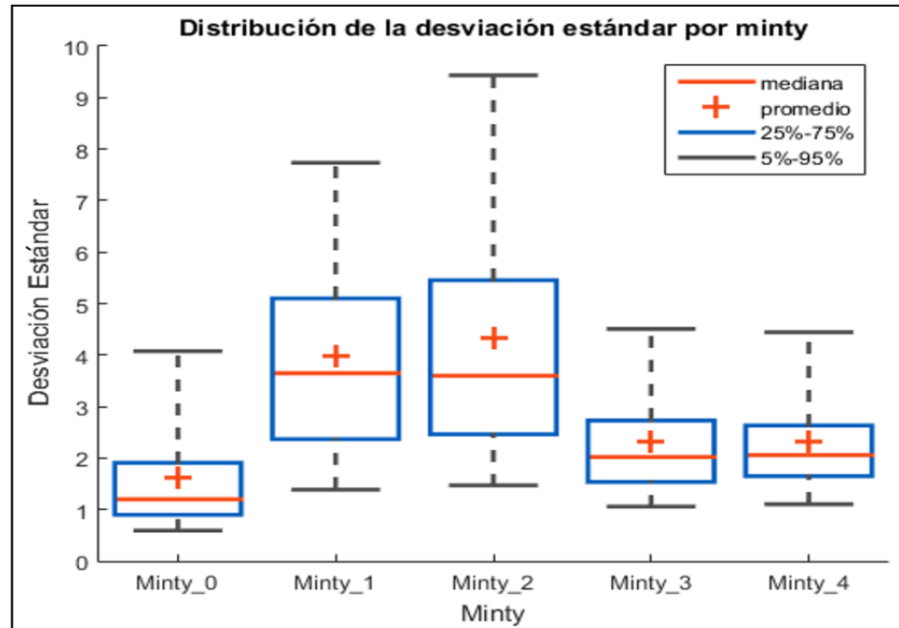 Distribución de la desviación estándar por minty
mediana
promedio
25%-75%
5%-95%
10
9
8
7
6
5
4
3
2
1
0
Desviación Estándar
Minty_0 Minty_1 Minty_2 Minty_3 Minty_4
Minty